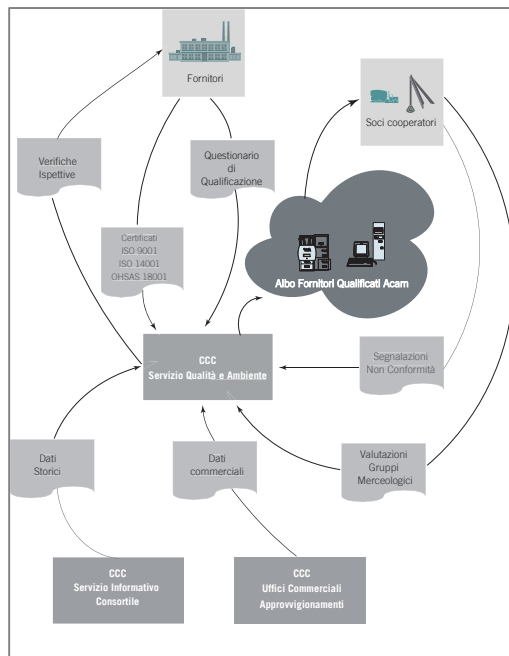 Fornitori
Soci cooperatori
Verifiche
Ispettive
Questionario
di
Qualificazione
Certificati
ISO 9001
ISO 14001
OHSAS 18001
Albo Fornitori Qualificati Acam
CCC
Servizio Qualità e Ambiente
Segnalazioni
Non Conformità
Dati
Storici
Dati
commerciali
Valutazioni
Gruppi
Merceologici
CCC
Servizio Informativo
Consortile
CCC
Uffici Commerciali
Approvvigionamenti